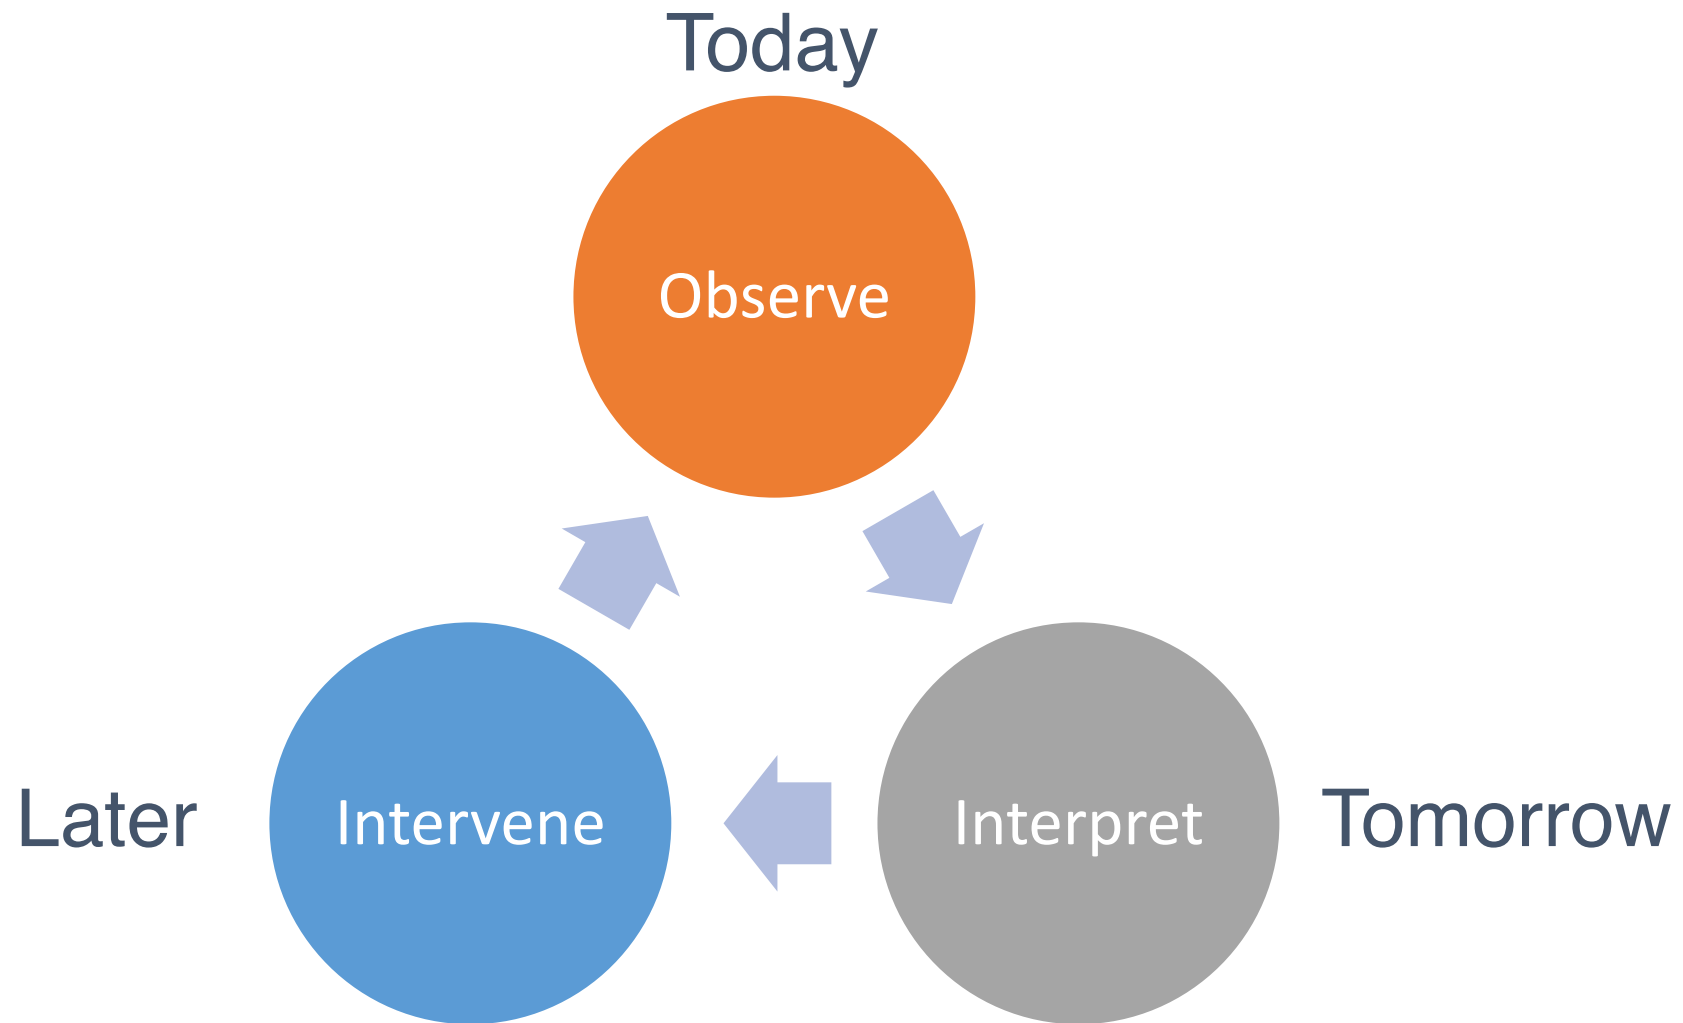 Today
Observe
Later
Intervene
Interpret
Tomorrow